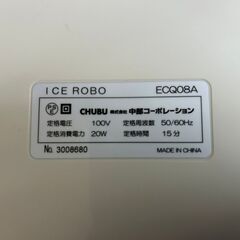 ICE ROBO ECQ08A
CHUBU 株式会社 中部コーポレーション
定格電圧 100V 定格周波数 50/60Hz
定格消費電力 20W 定格時間 15分
No. 3008680 MADE IN CHINA